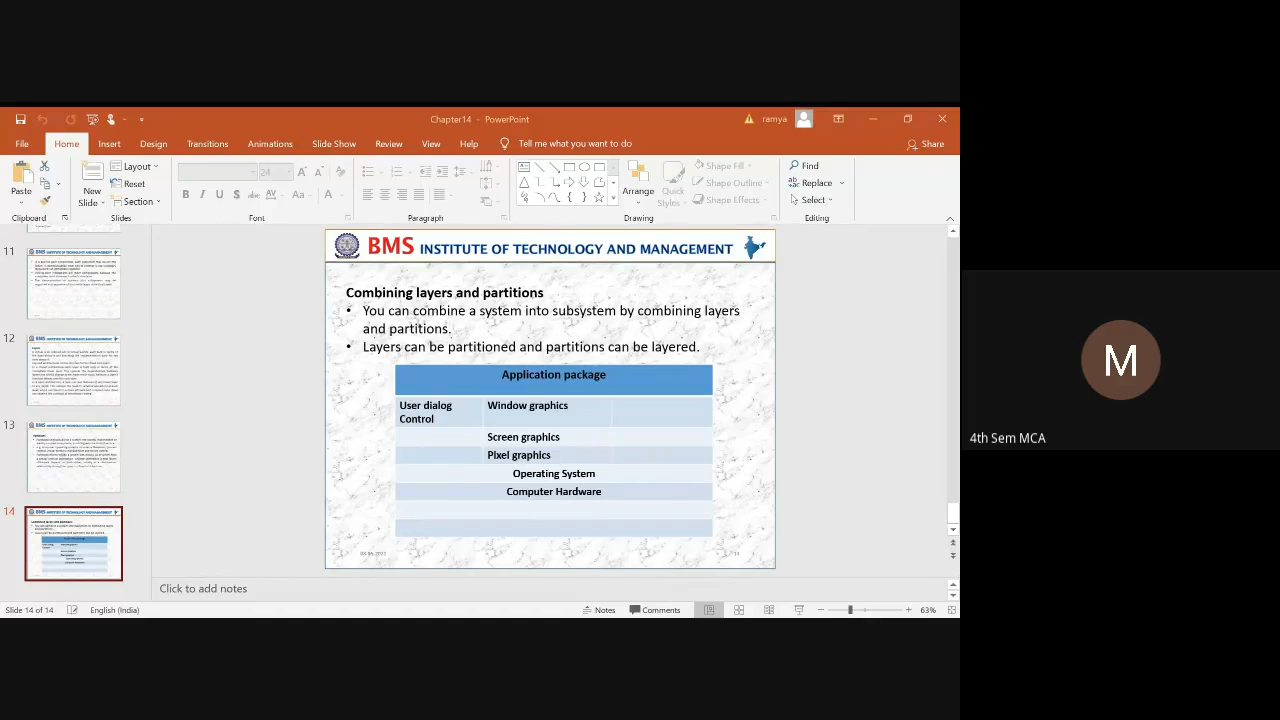 Chapter14 - PowerPoint
ramya
File Home Insert Design Transitions Animations Slide Show Review View Help Tell me what you want to do Share
Paste
Clipboard
New
Slide
Layout
Reset
Section
Slides
24
B I U S abc AV Aa A
Font
Paragraph
Arrange
Quick
Styles
Shape Fill
Shape Outline
Shape Effects
Drawing
Find
Replace
Select
Editing
11
12
13
14
BMS INSTITUTE OF TECHNOLOGY AND MANAGEMENT
Combining layers and partitions
• You can combine a system into subsystem by combining layers
and partitions.
• Layers can be partitioned and partitions can be layered.
Application package
User dialog Window graphics
Control
Screen graphics
Pixel graphics
Operating System
Computer Hardware
14
Click to add notes
Slide 14 of 14 English (India) Notes Comments 63%
M
4th Sem MCA